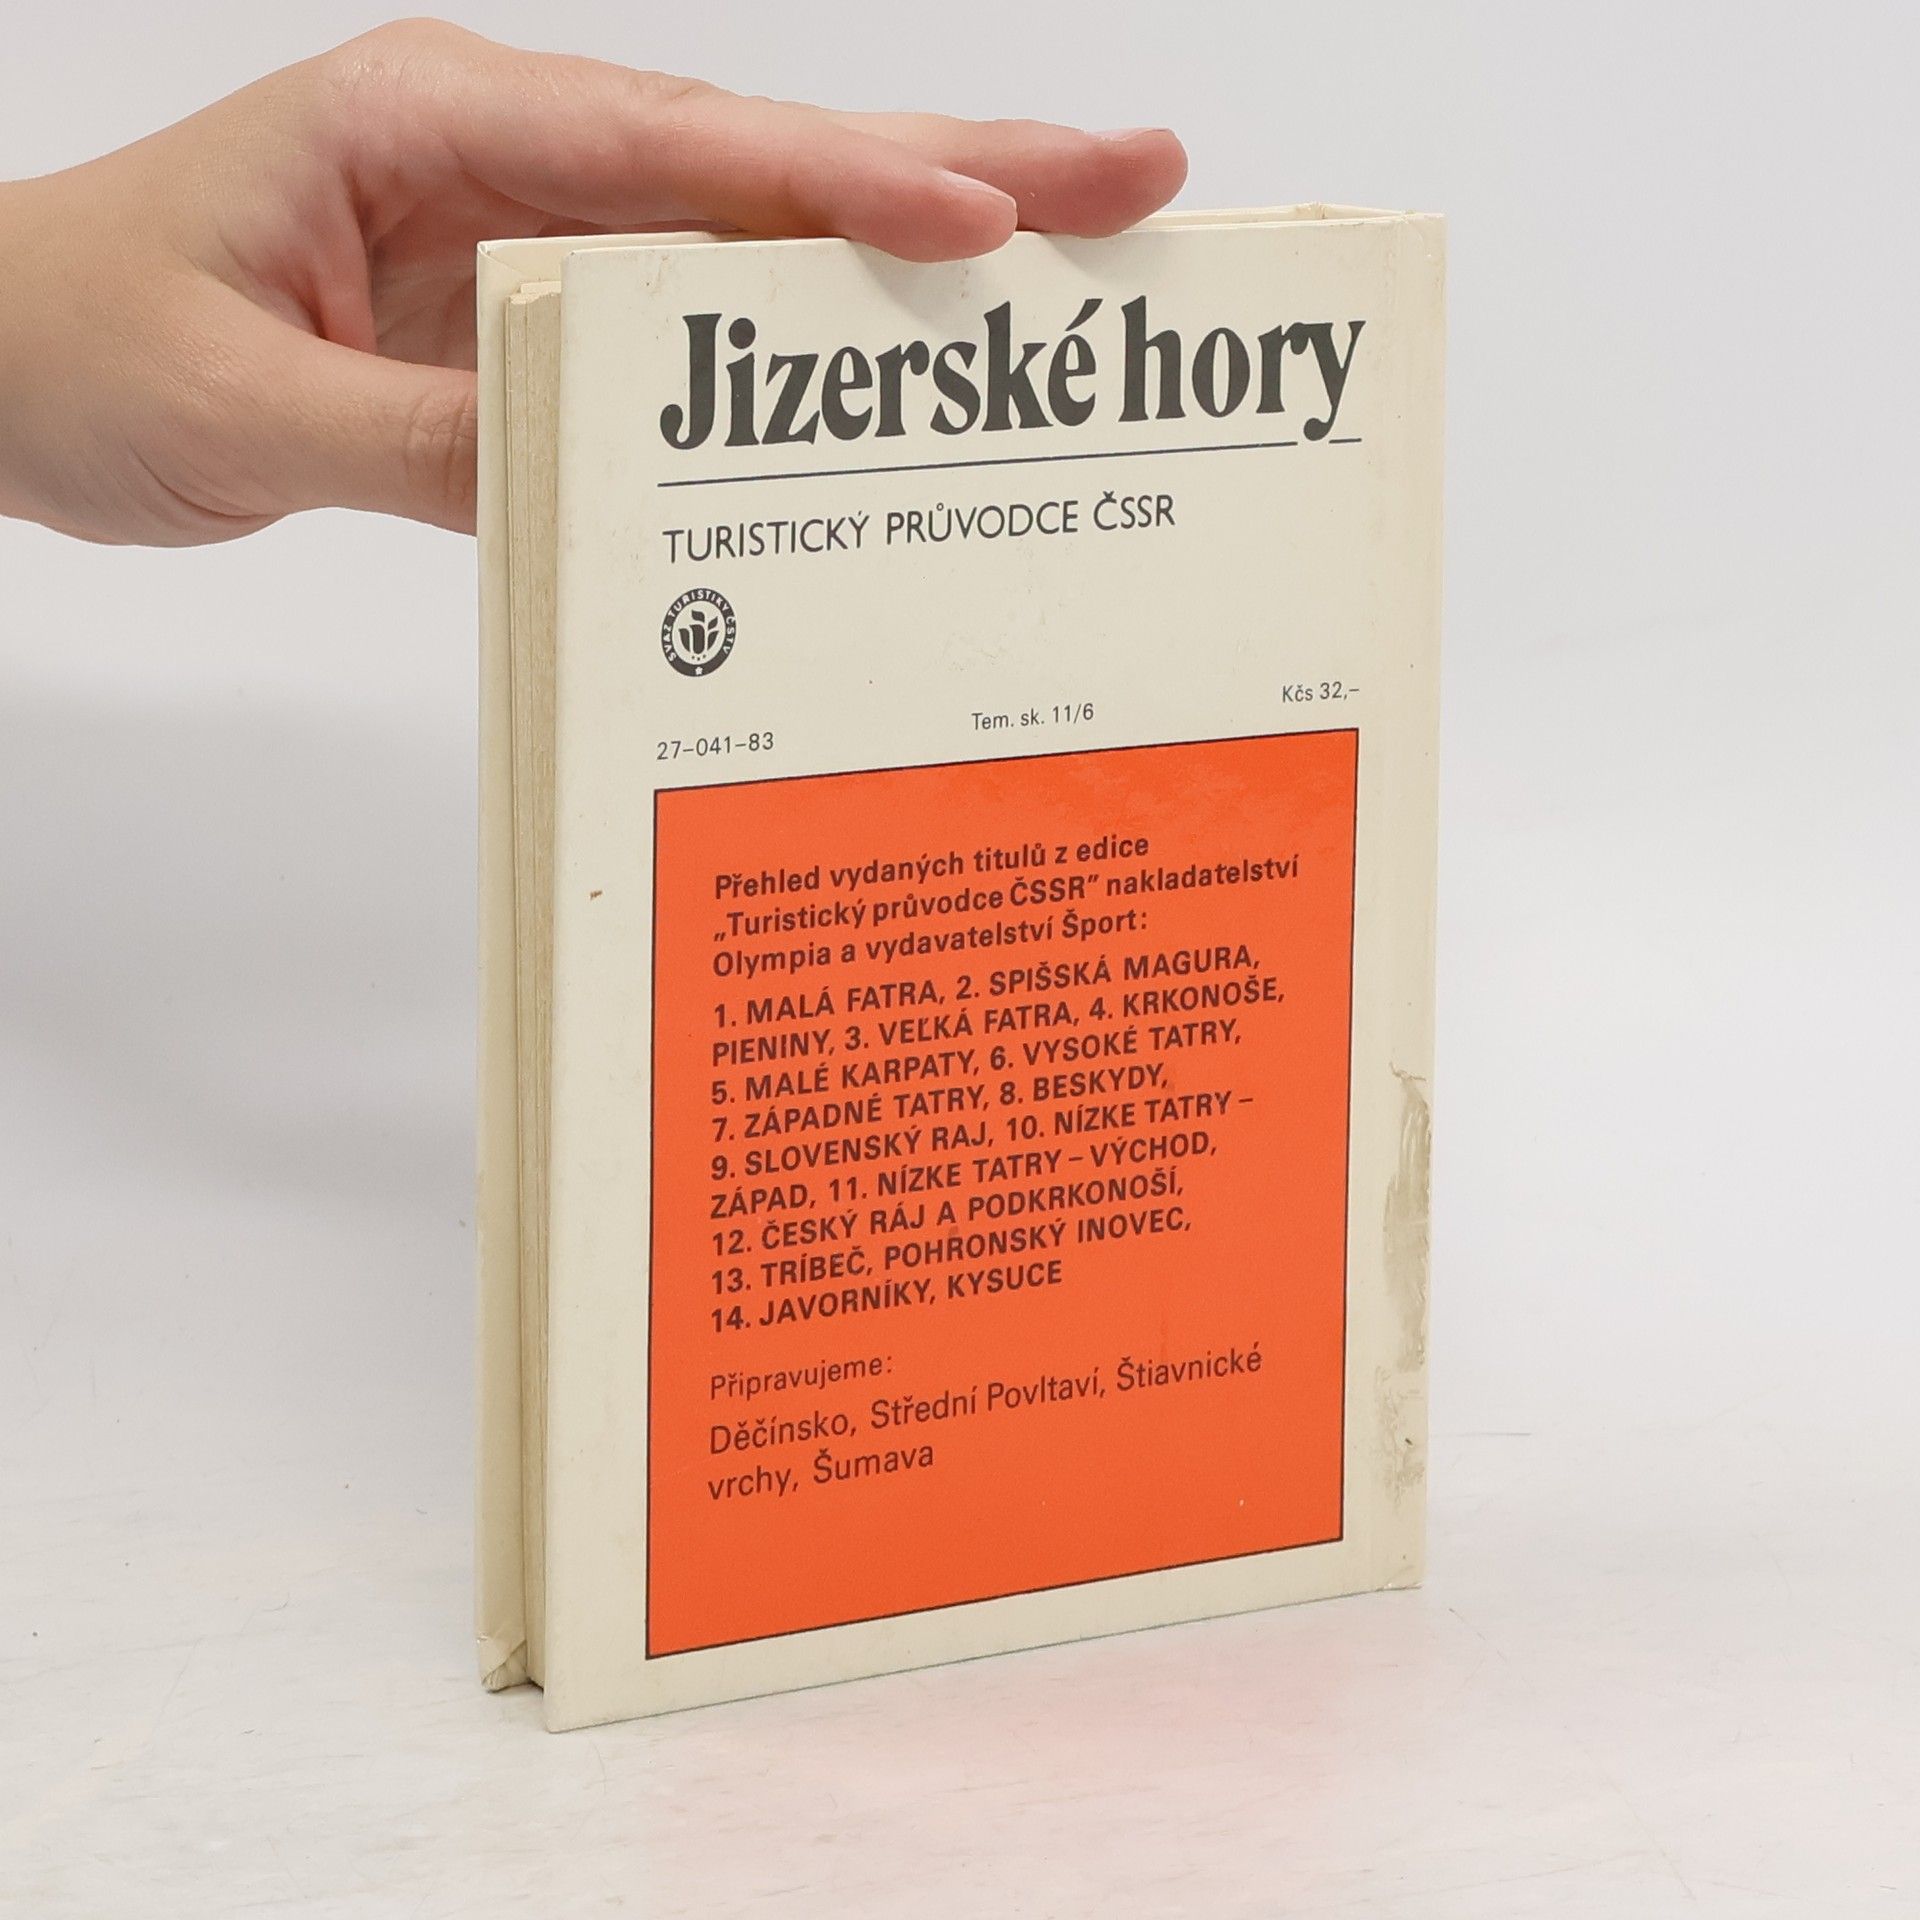 Jizerské hory
TURISTICKÝ PRŮVODCE ČSSR
SVAZ TURISTIKY ČSTV
27–041–83
Tem. sk. 11/6
Kčs 32,–
Přehled vydaných titulů z edice
„Turistický průvodce ČSSR” nakladatelství
Olympia a vydavatelství Šport:
1. MALÁ FATRA, 2. SPIŠSKÁ MAGURA,
PIENINY, 3. VEĽKÁ FATRA, 4. KRKONOŠE,
5. MALÉ KARPATY, 6. VYSOKÉ TATRY,
7. ZÁPADNÉ TATRY, 8. BESKYDY,
9. SLOVENSKÝ RAJ, 10. NÍZKE TATRY –
ZÁPAD, 11. NÍZKE TATRY – VÝCHOD,
12. ČESKÝ RÁJ A PODKRKONOŠÍ,
13. TRÍBEČ, POHRONSKÝ INOVEC,
14. JAVORNÍKY, KYSUCE
Připravujeme:
Děčínsko, Střední Povltaví, Štiavnické
vrchy, Šumava